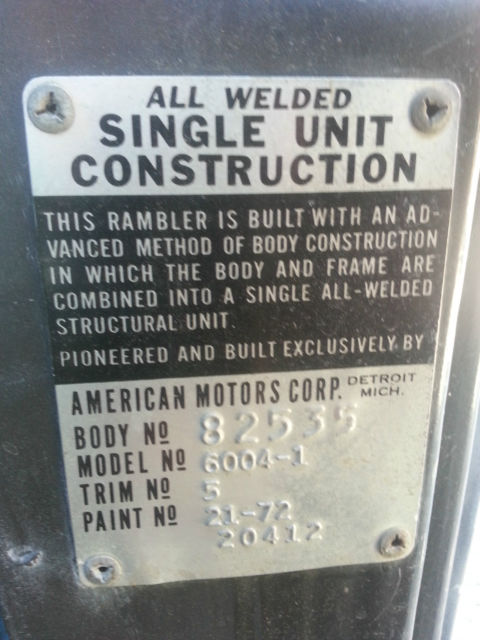 ALL WELDED
SINGLE UNIT
CONSTRUCTION
THIS RAMBLER IS BUILT WITH AN AD-
VANCED METHOD OF BODY CONSTRUCTION
IN WHICH THE BODY AND FRAME ARE
COMBINED INTO A SINGLE ALL-WELDED
STRUCTURAL UNIT.
PIONEERED AND BUILT EXCLUSIVELY BY
AMERICAN MOTORS CORP. DETROIT
MICH.
BODY Nº 82535
MODEL Nº 6004-1
TRIM Nº 5
PAINT Nº 21-72
20412